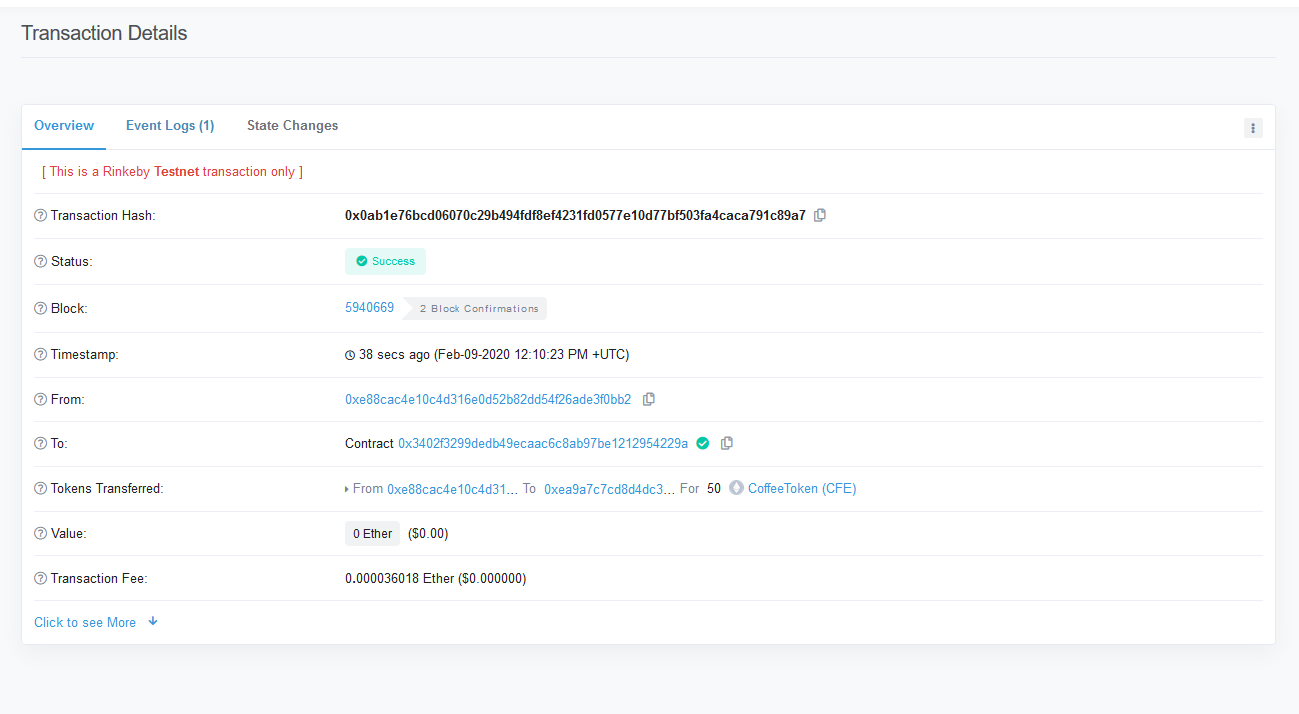 Transaction Details
Overview Event Logs (1) State Changes
[ This is a Rinkeby Testnet transaction only ]
Transaction Hash: 0x0ab1e76bcd06070c29b494fdf8ef4231fd0577e10d77bf503fa4caca791c89a7
Status: Success
Block: 5940669 2 Block Confirmations
Timestamp: 38 secs ago (Feb-09-2020 12:10:23 PM +UTC)
From: 0xe88cac4e10c4d316e0d52b82dd54f26ade3f0bb2
To: Contract 0x3402f3299dedb49ecaac6c8ab97be1212954229a
Tokens Transferred: From 0xe88cac4e10c4d31... To 0xea9a7c7cd8d4dc3... For 50 CoffeeToken (CFE)
Value: 0 Ether ($0.00)
Transaction Fee: 0.000036018 Ether ($0.000000)
Click to see More